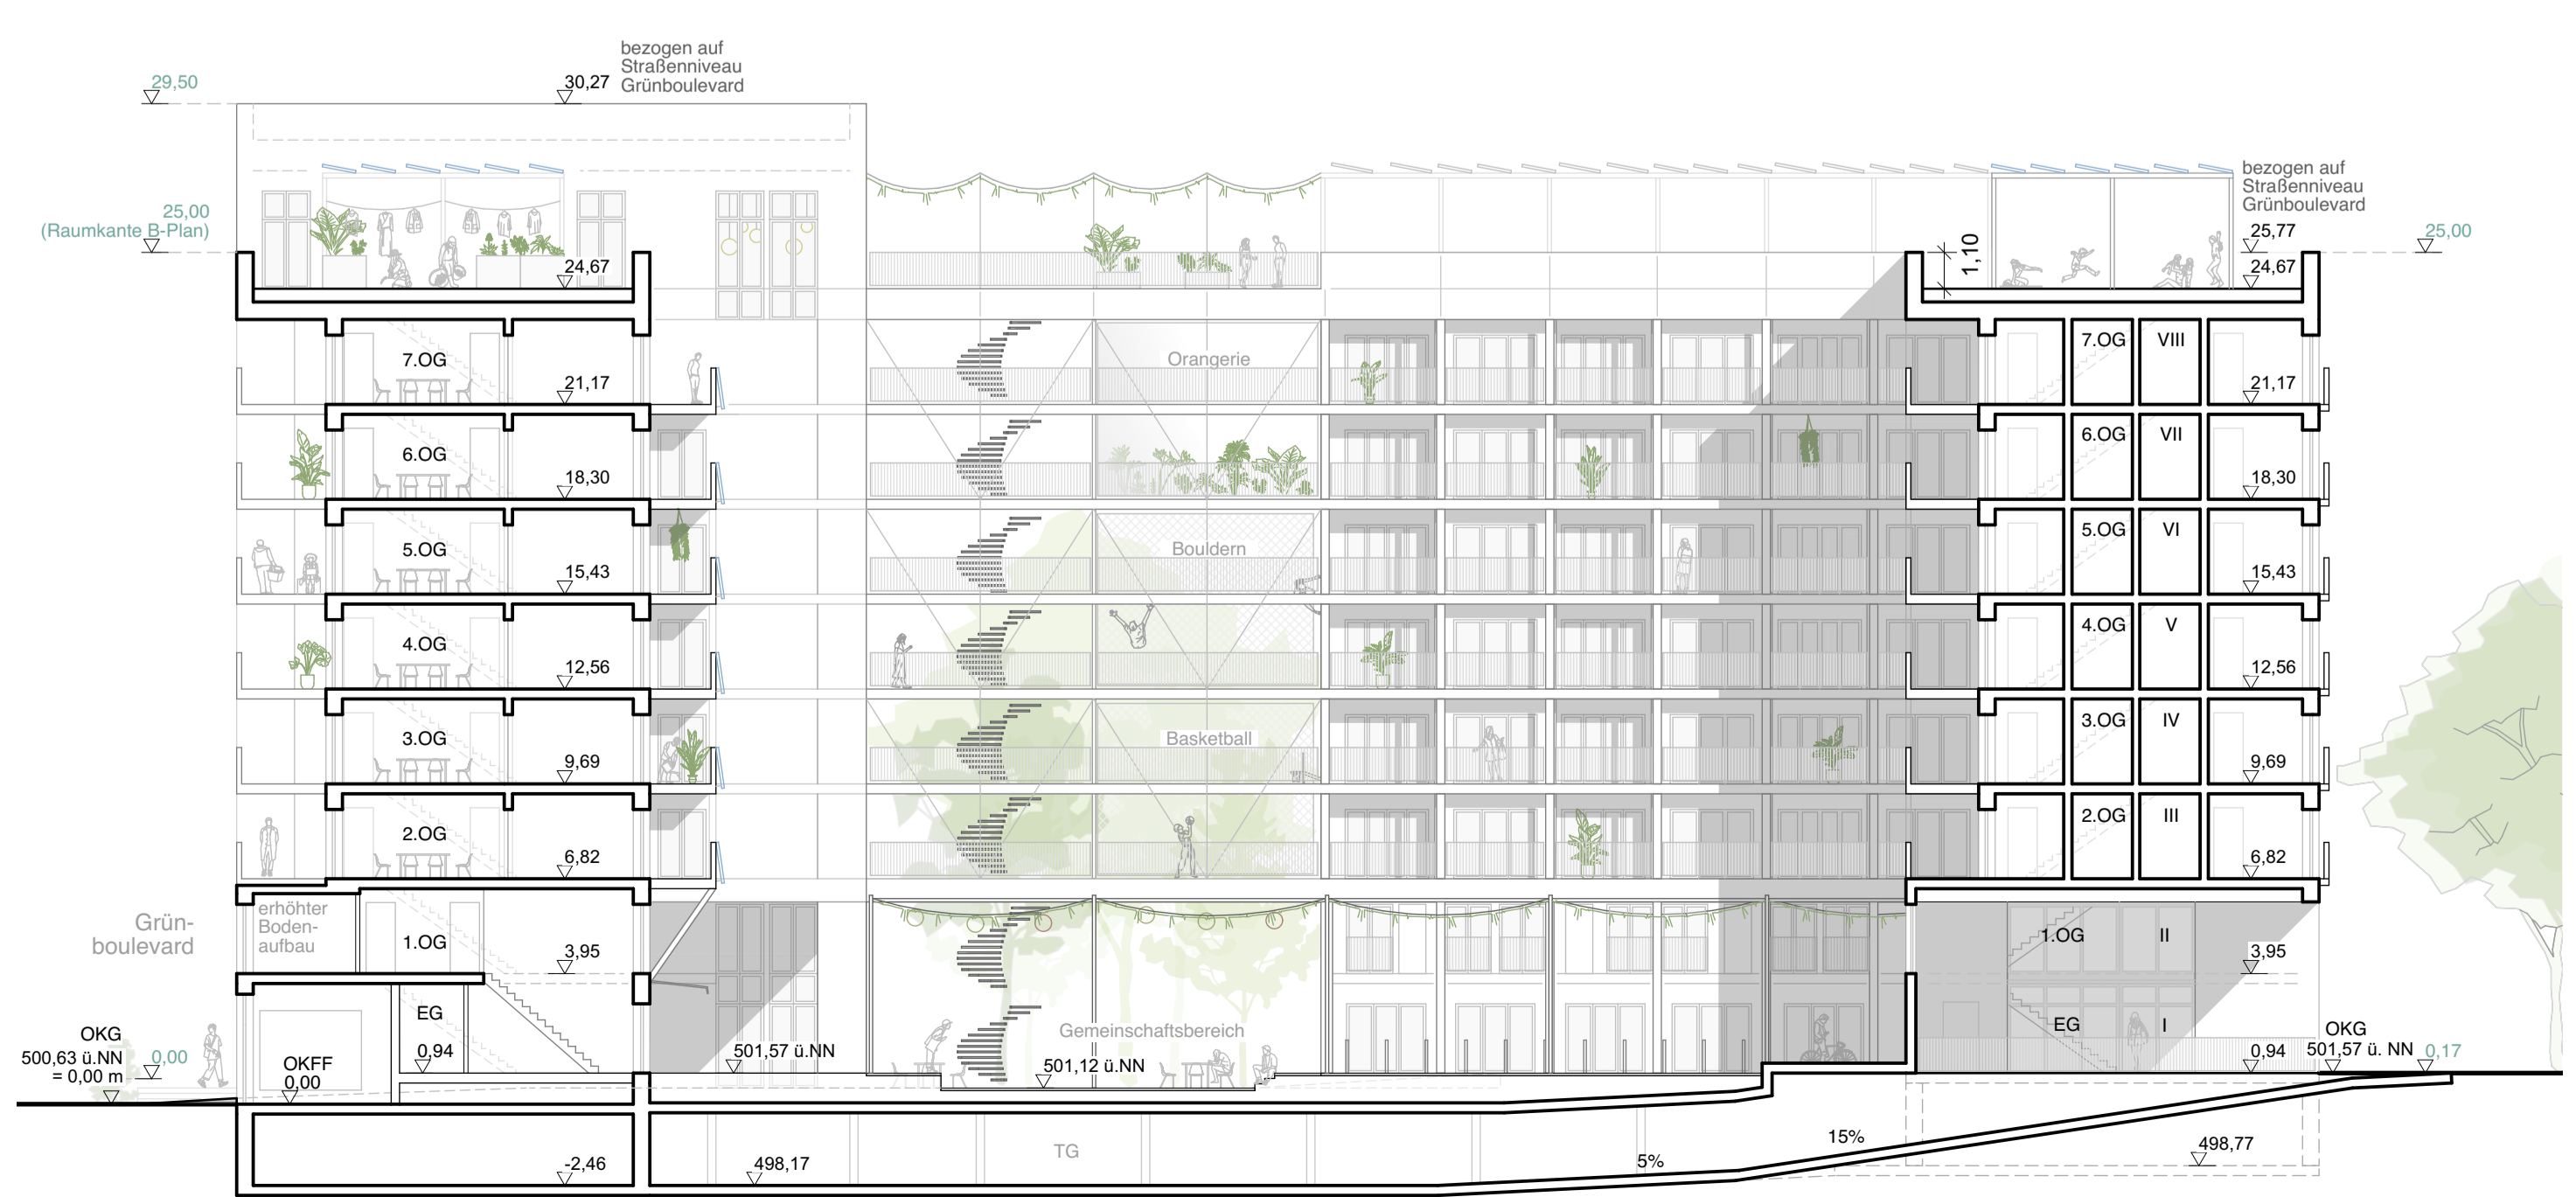 bezogen auf
Straßenniveau
Grünboulevard
29,50
30,27
25,00
(Raumkante B-Plan)
24,67
bezogen auf
Straßenniveau
Grünboulevard
25,77
25,00
24,67
1,10
7.OG
21,17
Orangerie
7.OG
VIII
21,17
6.OG
18,30
6.OG
VII
18,30
5.OG
15,43
Bouldern
5.OG
VI
15,43
4.OG
12,56
4.OG
V
12,56
3.OG
9,69
Basketball
3.OG
IV
9,69
2.OG
6,82
2.OG
III
6,82
Grün-
boulevard
erhöhter
Boden-
aufbau
1.OG
3,95
1.OG
II
3,95
OKG
500,63 ü.NN
= 0,00 m
0,00
OKFF
0,00
EG
0,94
501,57 ü.NN
Gemeinschaftsbereich
501,12 ü.NN
EG
I
0,94
OKG
501,57 ü. NN
0,17
-2,46
498,17
TG
5%
15%
498,77